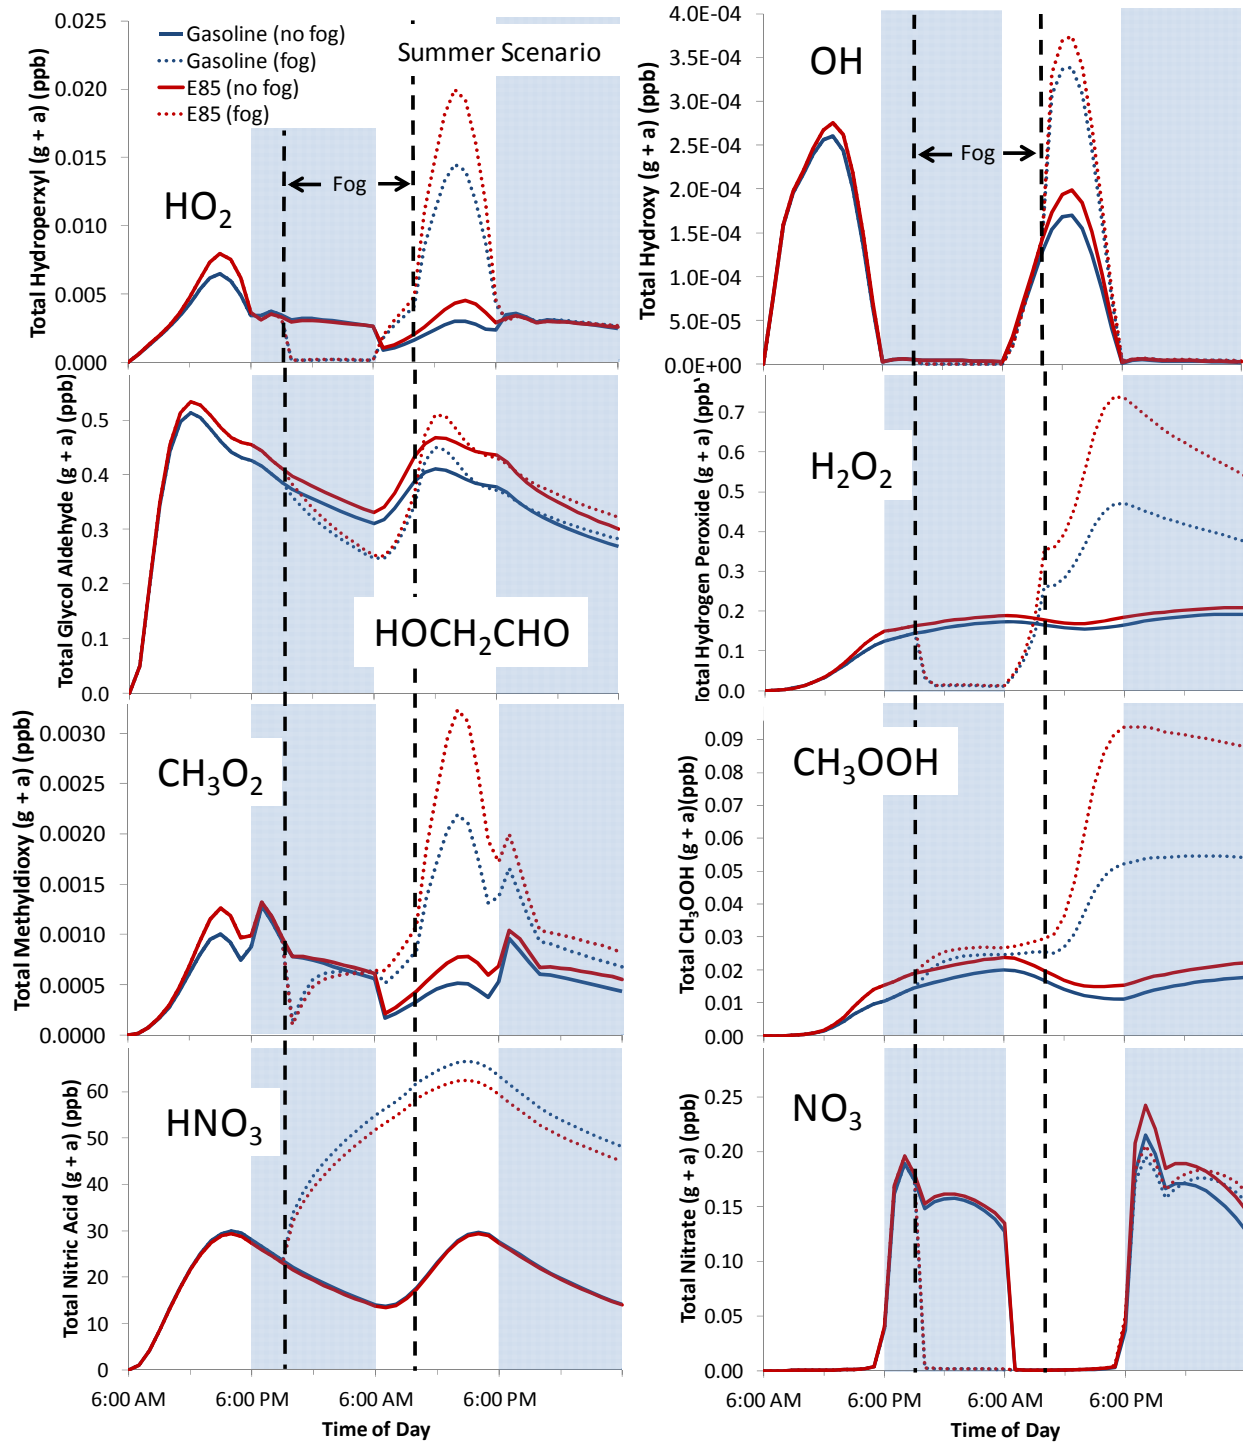 Total Hydroperxyl (g + a) (ppb)
0.025
0.020
0.015
0.010
0.005
0.000
Gasoline (no fog)
Gasoline (fog)
E85 (no fog)
E85 (fog)
Summer Scenario
Fog
HO2
Total Hydroxy (g + a) (ppb)
4.0E-04
3.5E-04
3.0E-04
2.5E-04
2.0E-04
1.5E-04
1.0E-04
5.0E-05
0.0E+00
OH
Fog
Total Glycol Aldehyde (g + a) (ppb)
0.5
0.4
0.3
0.2
0.1
0.0
HOCH2CHO
Total Hydrogen Peroxide (g + a) (ppb)
0.7
0.6
0.5
0.4
0.3
0.2
0.1
0.0
H2O2
Total Methyldioxy (g + a) (ppb)
0.0030
0.0020
0.0020
0.0010
0.0010
0.0000
CH3O2
Total CH3OOH (g + a)(ppb)
0.09
0.08
0.07
0.06
0.05
0.04
0.03
0.02
0.01
0.00
CH3OOH
Total Nitric Acid (g + a) (ppb)
60
50
40
30
20
10
0
HNO3
6:00 AM
6:00 PM
6:00 AM
6:00 PM
Time of Day
Total Nitrate (g + a) (ppb)
0.25
0.20
0.15
0.10
0.05
0.00
NO3
6:00 AM
6:00 PM
6:00 AM
6:00 PM
Time of Day